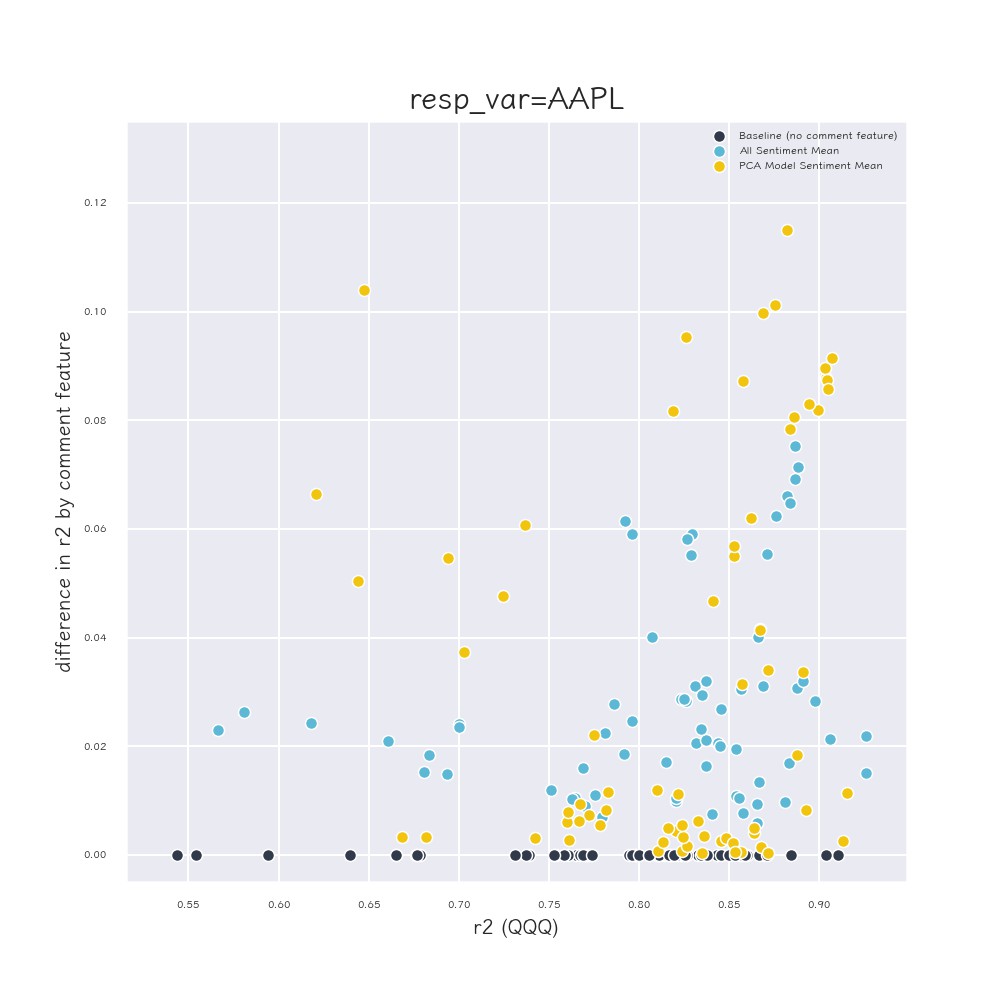 resp_var=AAPL
Baseline (no comment feature)
All Sentiment Mean
PCA Model Sentiment Mean
difference in r2 by comment feature
0.12
0.10
0.08
0.06
0.04
0.02
0.00
0.55 0.60 0.65 0.70 0.75 0.80 0.85 0.90
r2 (QQQ)